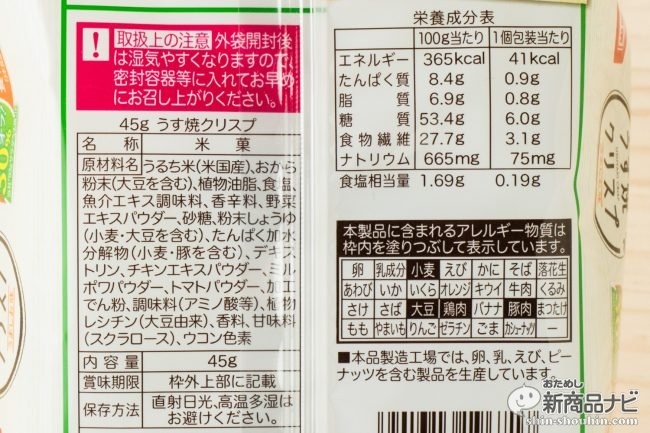 ! 取扱上の注意 外袋開封後
は湿気やすくなりますので、
密封容器等に入れてお早め
にお召し上がりください。
45g うす焼クリスプ
名称 米菓
原材料名 うるち米(米国産)、おから
粉末(大豆を含む)、植物油脂、食塩、
魚介エキス調味料、香辛料、野菜
エキスパウダー、砂糖、粉末しょうゆ
(小麦・大豆を含む)、たんぱく加水
分解物(小麦・豚を含む)、デキス
トリン、チキンエキスパウダー、ミル
ポワパウダー、トマトパウダー、加工
でん粉、調味料(アミノ酸等)、植物
レシチン(大豆由来)、香料、甘味料
(スクラロース)、ウコン色素
内容量 45g
賞味期限 枠外上部に記載
保存方法 直射日光、高温多湿は
お避けください。
栄養成分表
100g当たり 1個包装当たり
エネルギー 365kcal 41kcal
たんぱく質 8.4g 0.9g
脂質 6.9g 0.8g
糖質 53.4g 6.0g
食物繊維 27.7g 3.1g
ナトリウム 665mg 75mg
食塩相当量 1.69g 0.19g
本製品に含まれるアレルギー物質は
枠内を塗りつぶして表示しています。
卵 乳成分 小麦 えび かに そば 落花生
あわび いか いくら オレンジ キウイ 牛肉 くるみ
さけ さば 大豆 鶏肉 バナナ 豚肉 まつたけ
もも やまいも りんご ゼラチン ごま カシューナッツ ―
■本品製造工場では、卵、乳、えび、ピー
ナッツを含む製品を生産しています。
うす焼
クリスプ
おためし
新商品ナビ
shin-shouhin.com